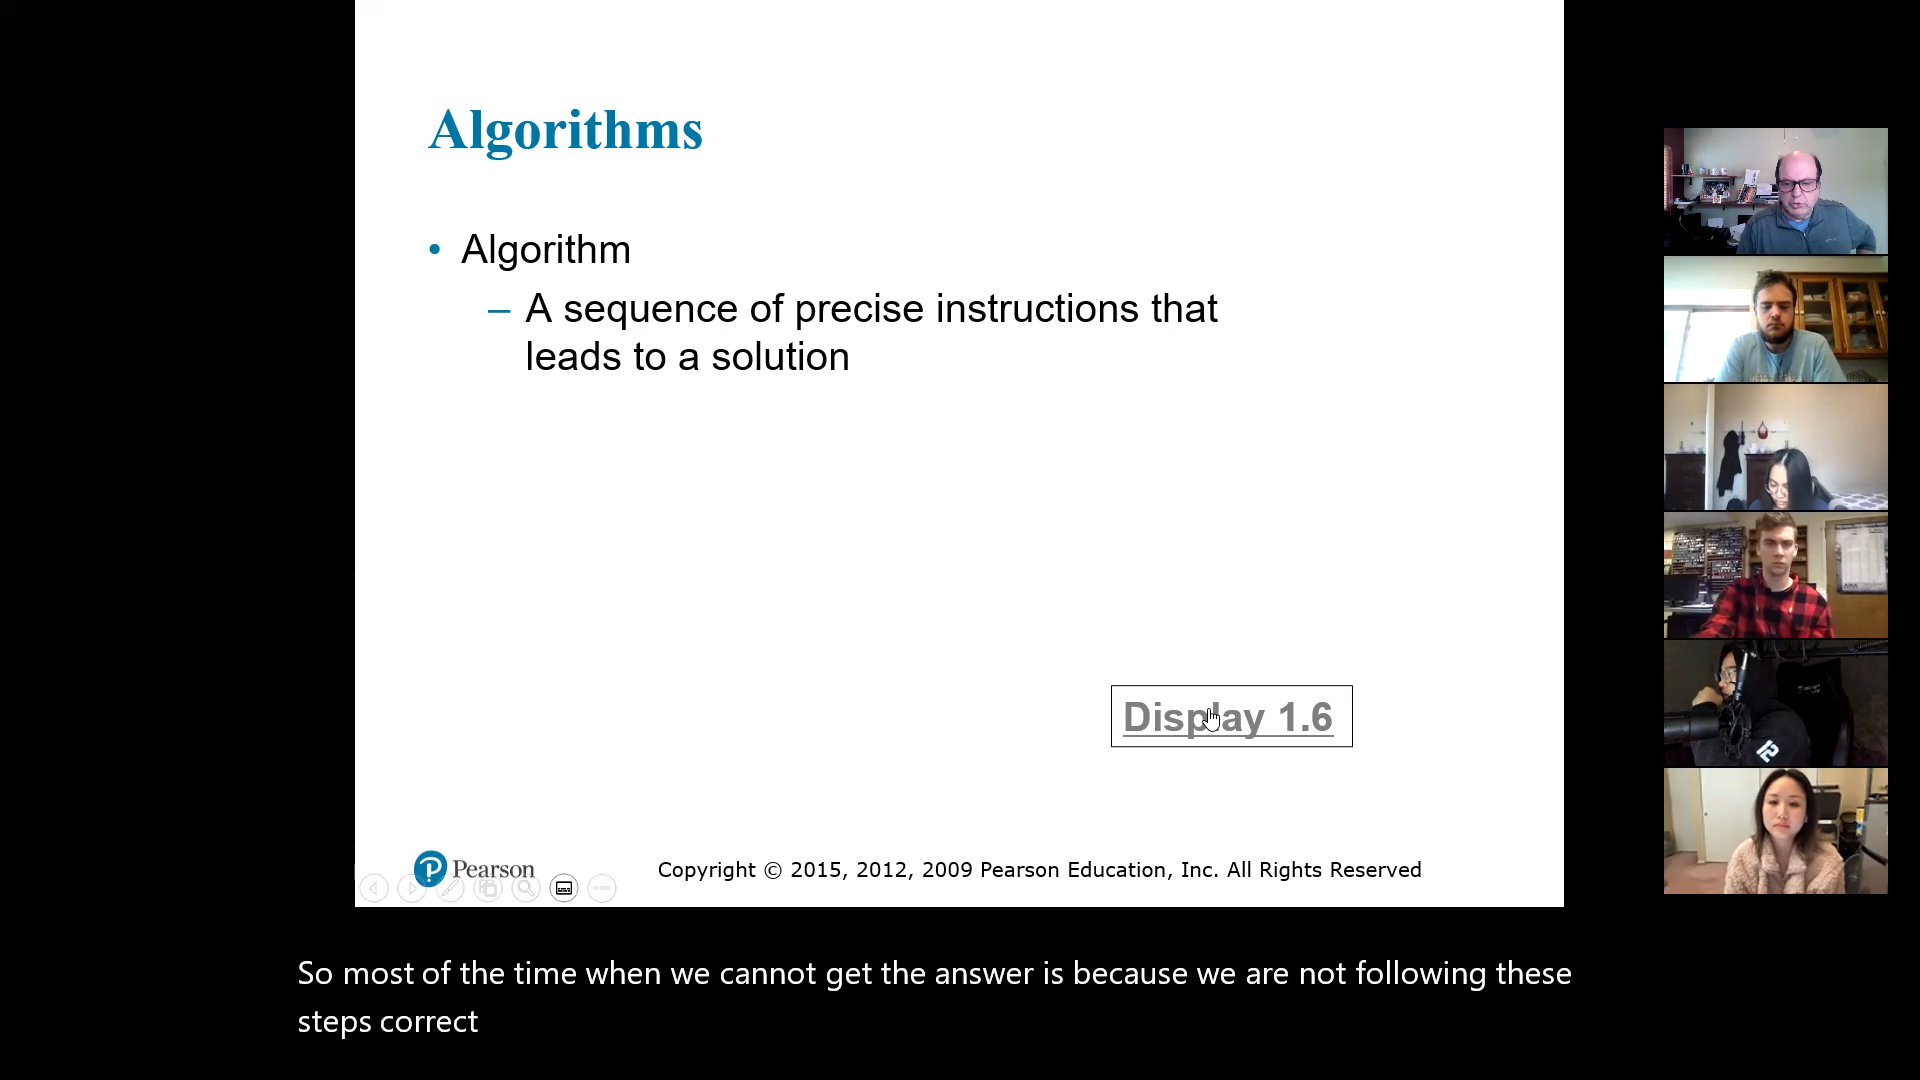 Algorithms
• Algorithm
– A sequence of precise instructions that
leads to a solution
Display 1.6
Pearson
Copyright © 2015, 2012, 2009 Pearson Education, Inc. All Rights Reserved
12
So most of the time when we cannot get the answer is because we are not following these
steps correct